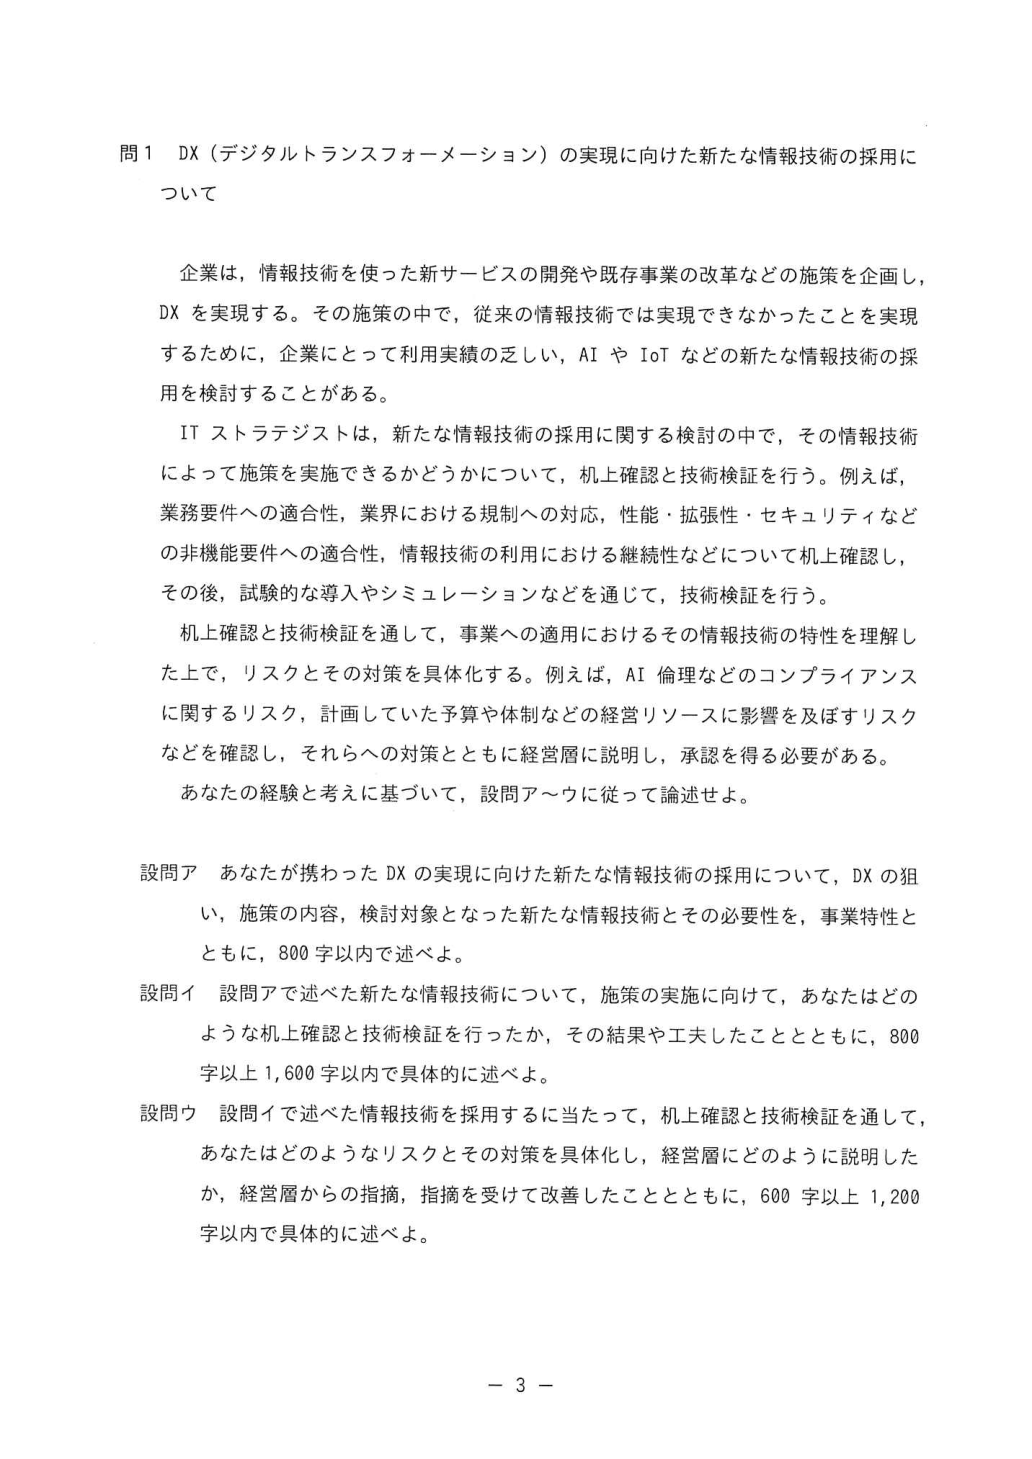 問1　DX（デジタルトランスフォーメーション）の実現に向けた新たな情報技術の採用に
ついて
企業は，情報技術を使った新サービスの開発や既存事業の改革などの施策を企画し，
DX を実現する。その施策の中で，従来の情報技術では実現できなかったことを実現
するために，企業にとって利用実績の乏しい，AI や IoT などの新たな情報技術の採
用を検討することがある。
IT ストラテジストは，新たな情報技術の採用に関する検討の中で，その情報技術
によって施策を実施できるかどうかについて，机上確認と技術検証を行う。例えば，
業務要件への適合性，業界における規制への対応，性能・拡張性・セキュリティなど
の非機能要件への適合性，情報技術の利用における継続性などについて机上確認し，
その後，試験的な導入やシミュレーションなどを通じて，技術検証を行う。
机上確認と技術検証を通して，事業への適用におけるその情報技術の特性を理解し
た上で，リスクとその対策を具体化する。例えば，AI 倫理などのコンプライアンス
に関するリスク，計画していた予算や体制などの経営リソースに影響を及ぼすリスク
などを確認し，それらへの対策とともに経営層に説明し，承認を得る必要がある。
あなたの経験と考えに基づいて，設問ア～ウに従って論述せよ。
設問ア　あなたが携わった DX の実現に向けた新たな情報技術の採用について，DX の狙
い，施策の内容，検討対象となった新たな情報技術とその必要性を，事業特性と
ともに，800 字以内で述べよ。
設問イ　設問アで述べた新たな情報技術について，施策の実施に向けて，あなたはどの
ような机上確認と技術検証を行ったか，その結果や工夫したこととともに，800
字以上 1,600 字以内で具体的に述べよ。
設問ウ　設問イで述べた情報技術を採用するに当たって，机上確認と技術検証を通して，
あなたはどのようなリスクとその対策を具体化し，経営層にどのように説明した
か，経営層からの指摘，指摘を受けて改善したこととともに，600 字以上 1,200
字以内で具体的に述べよ。
－ 3 －